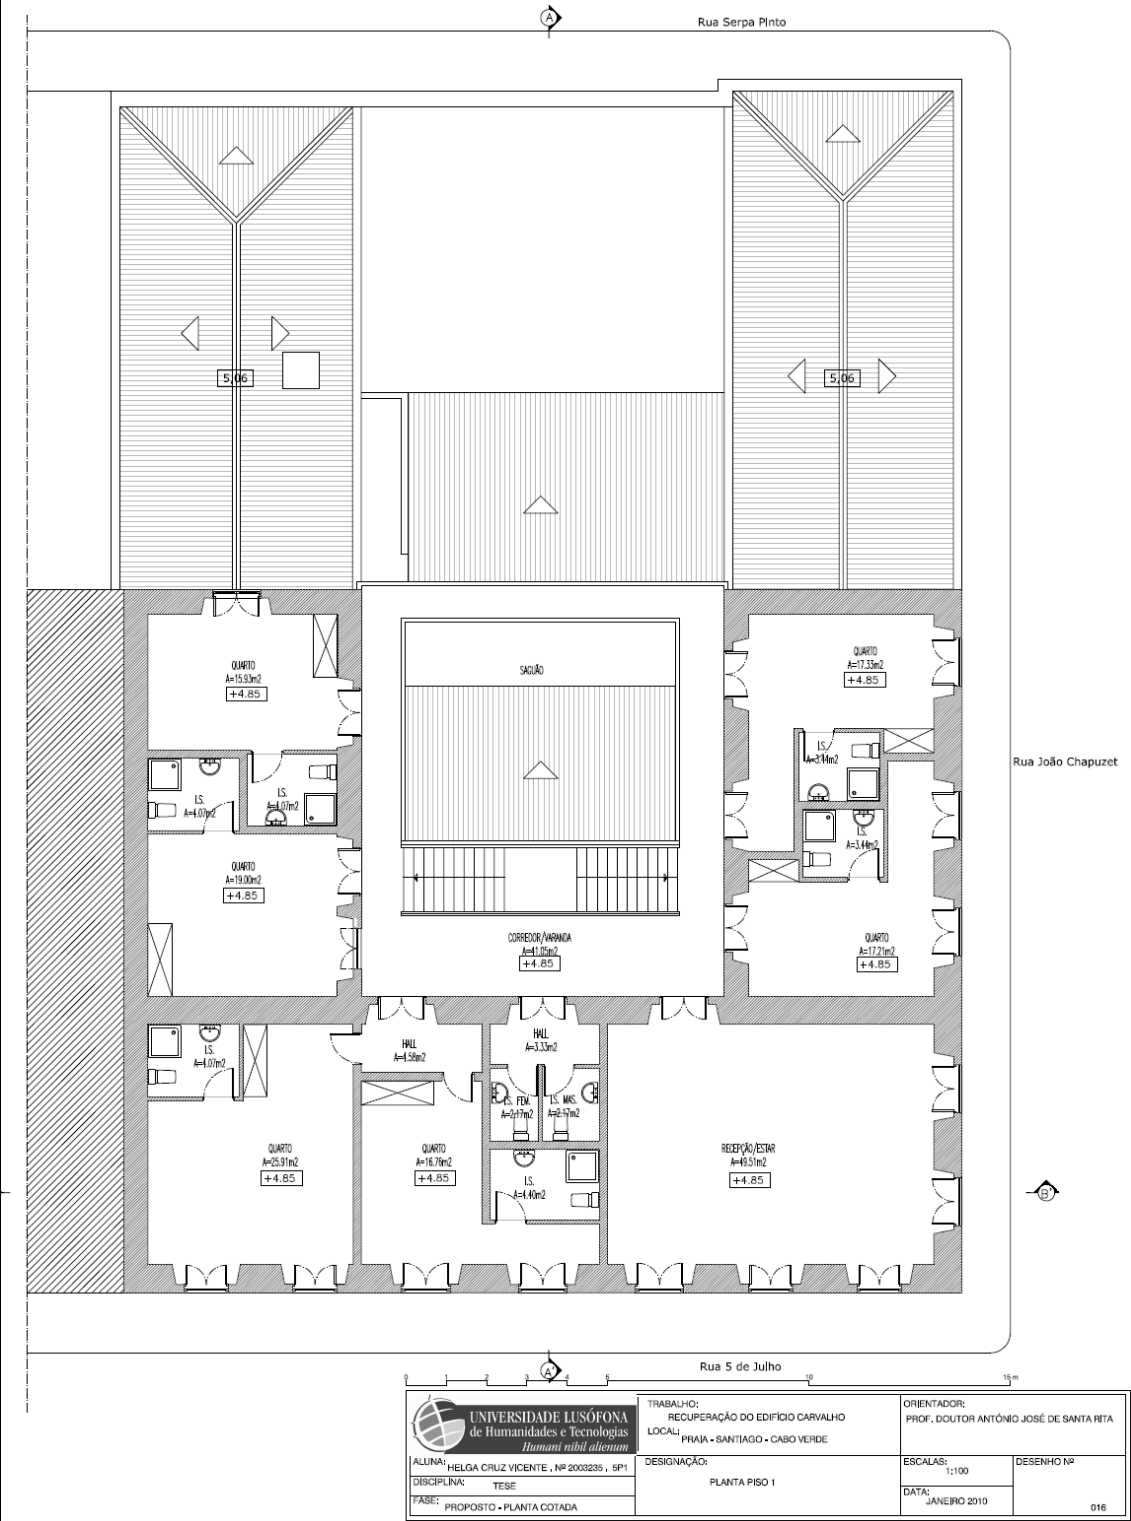 A
Rua Serpa Pinto
5,06
5,06
QUARTO
A=15.93m2
+4.85
SAGUÃO
QUARTO
A=17.33m2
+4.85
I.S.
A=3.44m2
Rua João Chapuzet
I.S.
A=4.07m2
I.S.
A=4.07m2
I.S.
A=3.44m2
QUARTO
A=19.00m2
+4.85
CORREDOR/VARANDA
A=41.05m2
+4.85
QUARTO
A=17.21m2
+4.85
I.S.
A=4.07m2
HALL
A=4.58m2
HALL
A=3.33m2
I.S. FEM.
A=2.17m2
I.S. MAS.
A=2.17m2
QUARTO
A=25.91m2
+4.85
QUARTO
A=16.76m2
+4.85
I.S.
A=4.40m2
RECEPÇÃO/ESTAR
A=49.51m2
+4.85
B'
A'
Rua 5 de Julho
0 1 2 3 4 5 10 15 m
UNIVERSIDADE LUSÓFONA
de Humanidades e Tecnologias
Humani nibil alienum
TRABALHO:
RECUPERAÇÃO DO EDIFÍCIO CARVALHO
LOCAL:
PRAIA - SANTIAGO - CABO VERDE
ORIENTADOR:
PROF. DOUTOR ANTÓNIO JOSÉ DE SANTA RITA
ALUNA: HELGA CRUZ VICENTE , Nº 2003235 , 5P1
DISCIPLINA: TESE
FASE: PROPOSTO - PLANTA COTADA
DESIGNAÇÃO:
PLANTA PISO 1
ESCALAS:
1:100
DATA:
JANEIRO 2010
DESENHO Nº
016